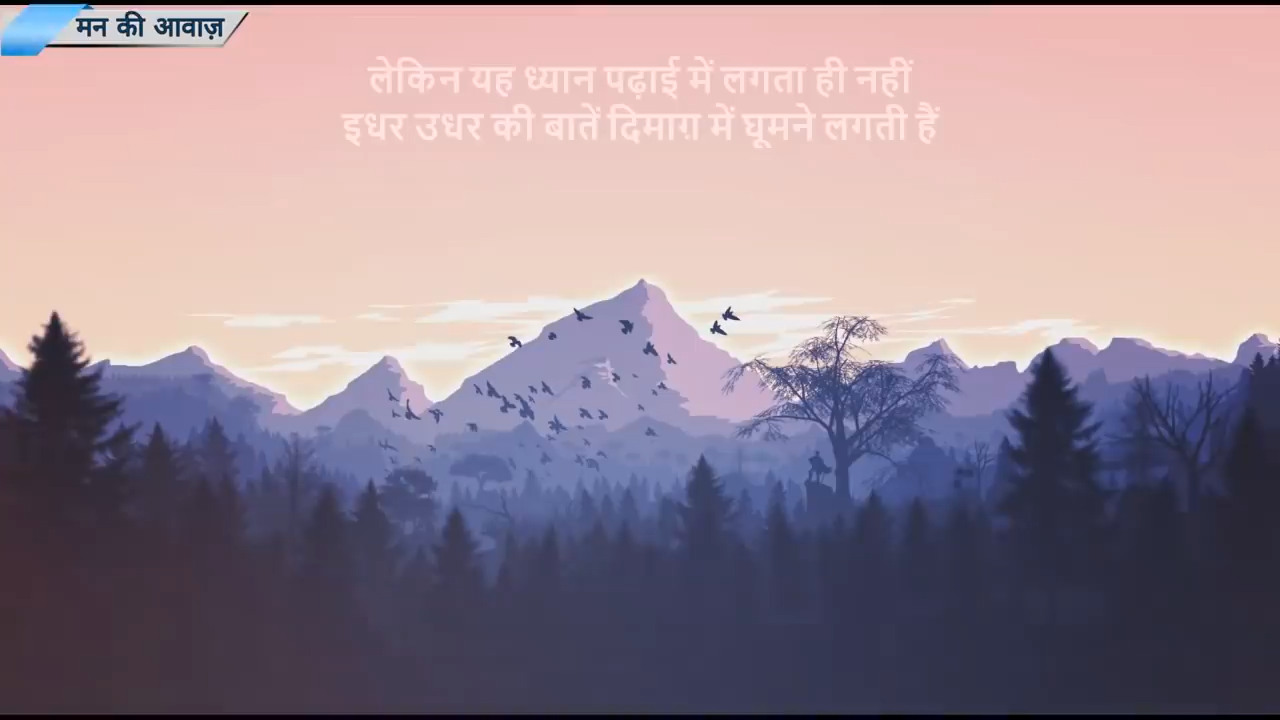 मन की आवाज़
लेकिन यह ध्यान पढ़ाई में लगता ही नहीं
इधर उधर की बातें दिमाग़ में घूमने लगती हैं